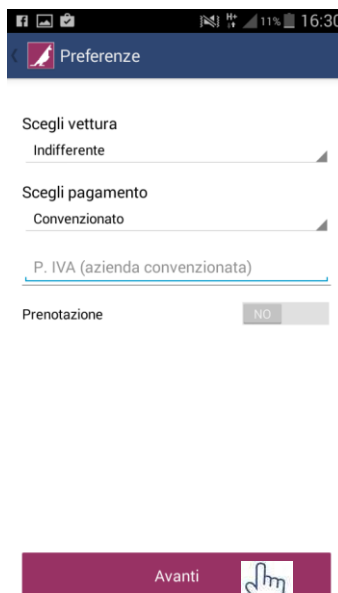 H+ 11% 16:30
Preferenze
Scegli vettura
Indifferente
Scegli pagamento
Convenzionato
P. IVA (azienda convenzionata)
Prenotazione NO
Avanti